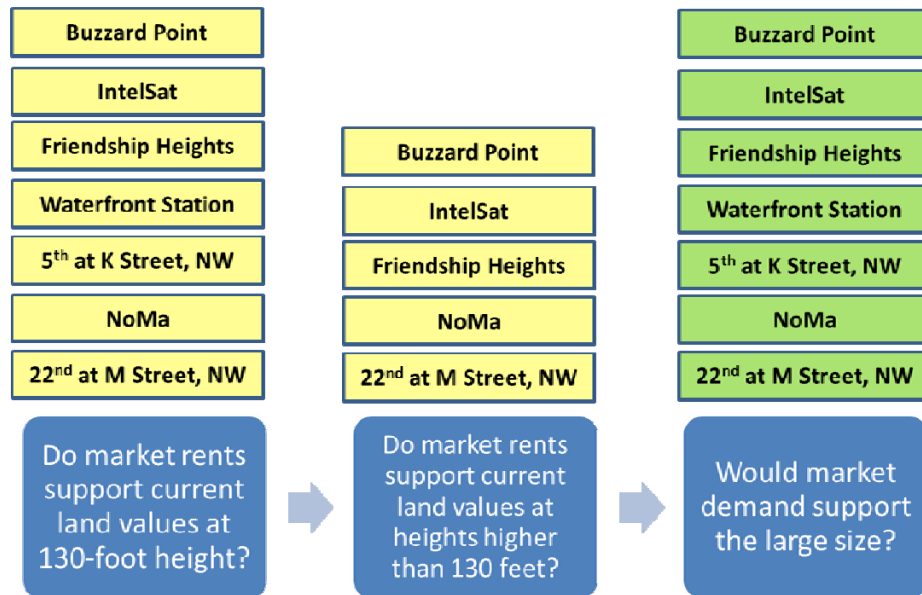 Buzzard Point
IntelSat
Friendship Heights
Waterfront Station
5th at K Street, NW
NoMa
22nd at M Street, NW
Do market rents
support current
land values at
130-foot height?
Buzzard Point
IntelSat
Friendship Heights
NoMa
22nd at M Street, NW
Do market rents
support current
land values at
heights higher
than 130 feet?
Buzzard Point
IntelSat
Friendship Heights
Waterfront Station
5th at K Street, NW
NoMa
22nd at M Street, NW
Would market
demand support
the large size?